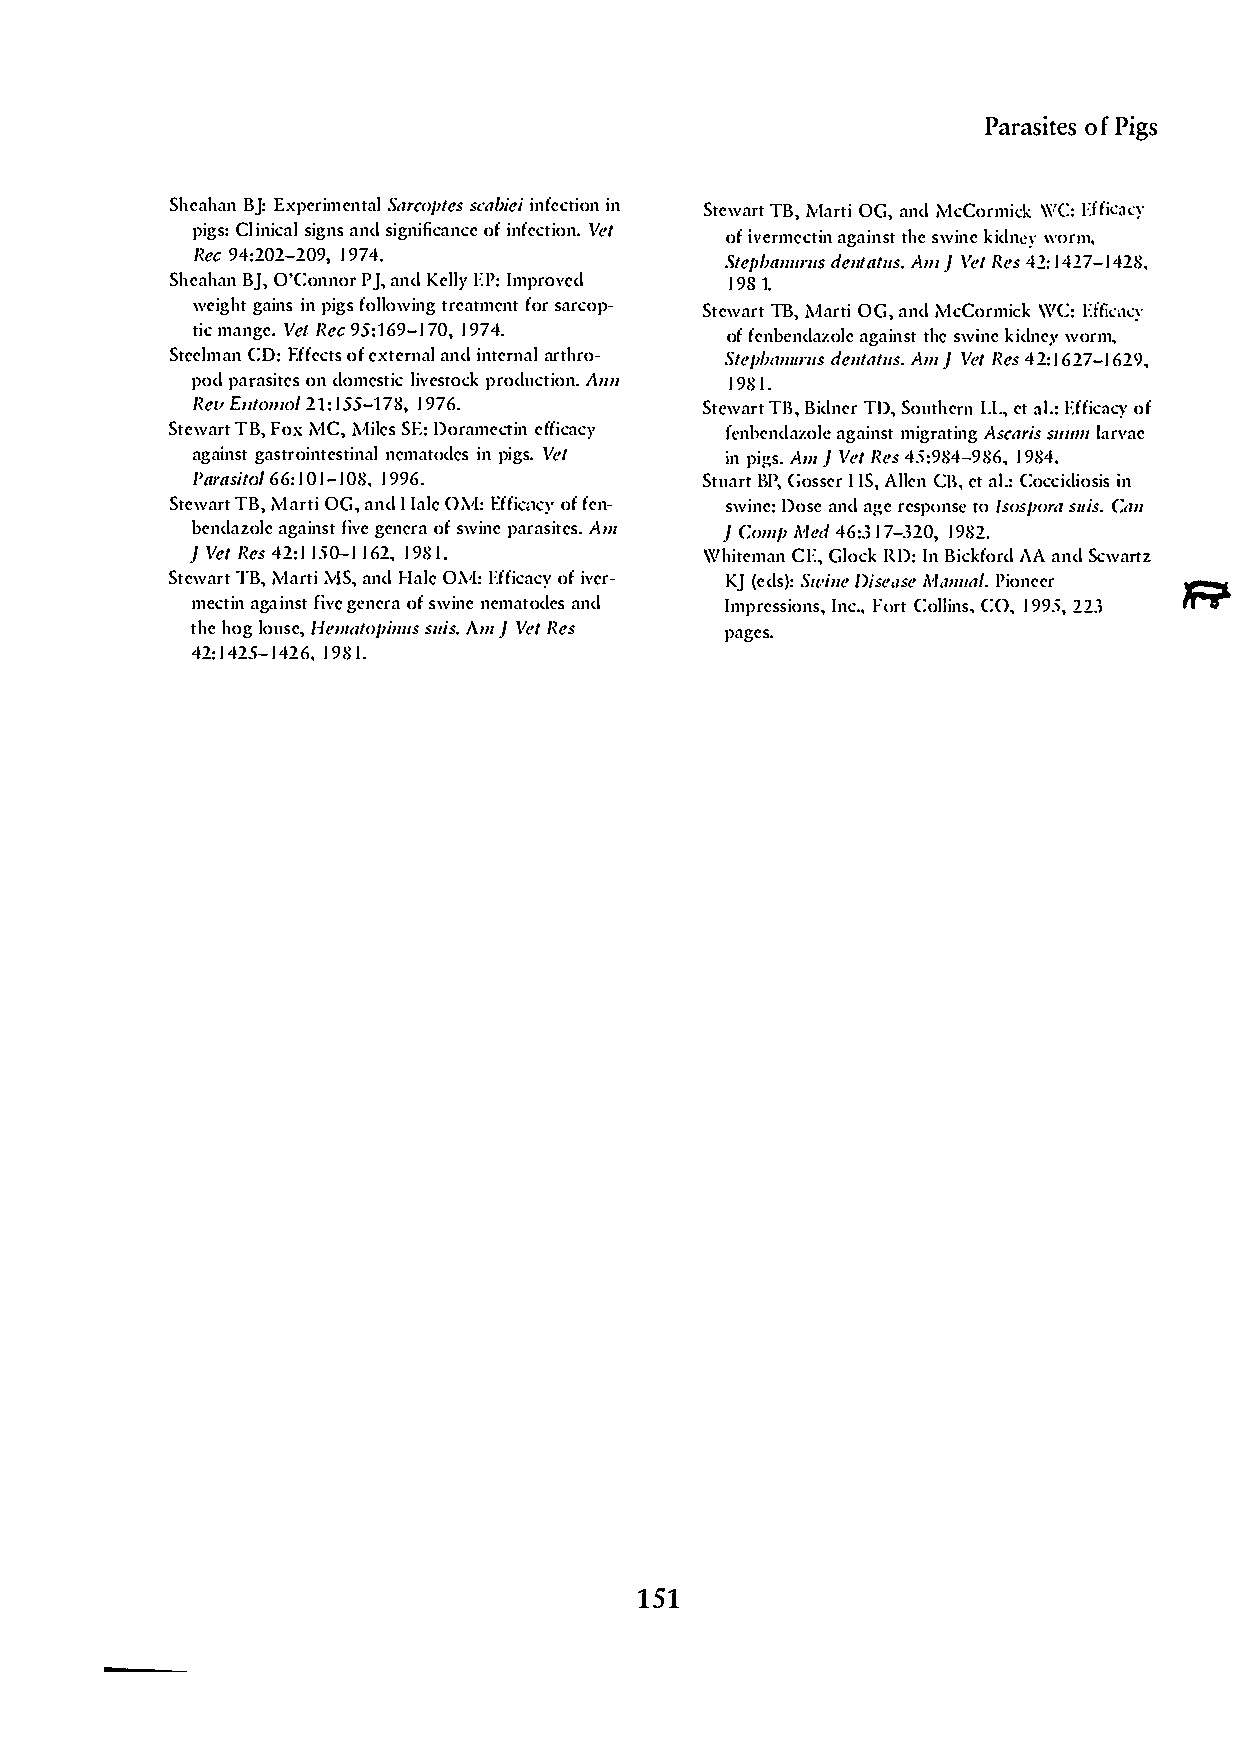 Parasites of Pigs
Sheahan BJ: Experimental Sarcoptes scabiei infection in
pigs: Clinical signs and significance of infection. Vet
Rec 94:202–209, 1974.
Sheahan BJ, O'Connor PJ, and Kelly EP: Improved
weight gains in pigs following treatment for sarcop-
tic mange. Vet Rec 95:169–170, 1974.
Steelman CD: Effects of external and internal arthro-
pod parasites on domestic livestock production. Ann
Rev Entomol 21:155–178, 1976.
Stewart TB, Fox MC, Miles SE: Doramectin efficacy
against gastrointestinal nematodes in pigs. Vet
Parasitol 66:101–108, 1996.
Stewart TB, Marti OG, and Hale OM: Efficacy of fen-
bendazole against five genera of swine parasites. Am
J Vet Res 42:1150–1162, 1981.
Stewart TB, Marti MS, and Hale OM: Efficacy of iver-
mectin against five genera of swine nematodes and
the hog louse, Hematopinus suis. Am J Vet Res
42:1425–1426, 1981.
Stewart TB, Marti OG, and McCormick WC: Efficacy
of ivermectin against the swine kidney worm,
Stephanurus dentatus. Am J Vet Res 42:1427–1428,
1981.
Stewart TB, Marti OG, and McCormick WC: Efficacy
of fenbendazole against the swine kidney worm,
Stephanurus dentatus. Am J Vet Res 42:1627–1629,
1981.
Stewart TB, Bidner TD, Southern LL, et al.: Efficacy of
fenbendazole against migrating Ascaris suum larvae
in pigs. Am J Vet Res 45:984–986, 1984.
Stuart BP, Gosser HS, Allen CB, et al.: Coccidiosis in
swine: Dose and age response to Isospora suis. Can
J Comp Med 46:317–320, 1982.
Whiteman CE, Glock RD: In Bickford AA and Scwartz
KJ (eds): Swine Disease Manual. Pioneer
Impressions, Inc., Fort Collins, CO, 1995, 223
pages.
151